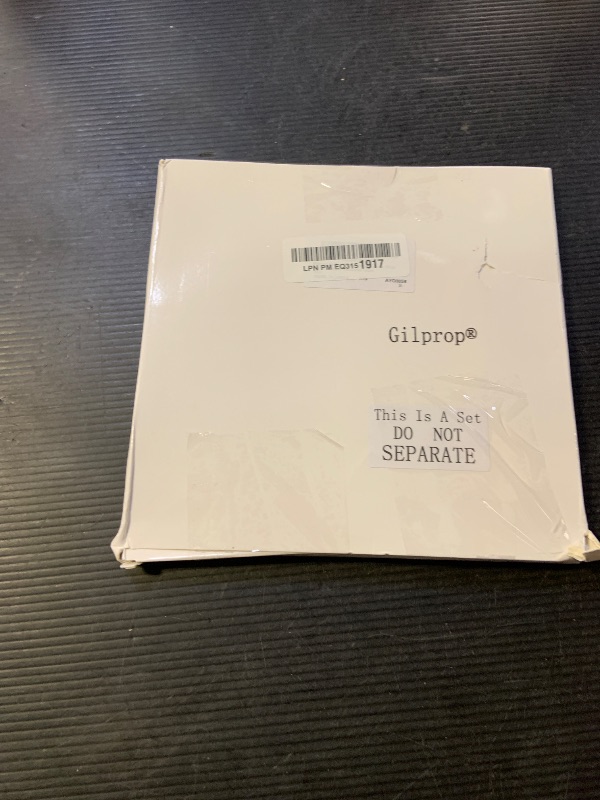 LPN PM EQ3151917
Gilprop®
This Is A Set
DO NOT
SEPARATE